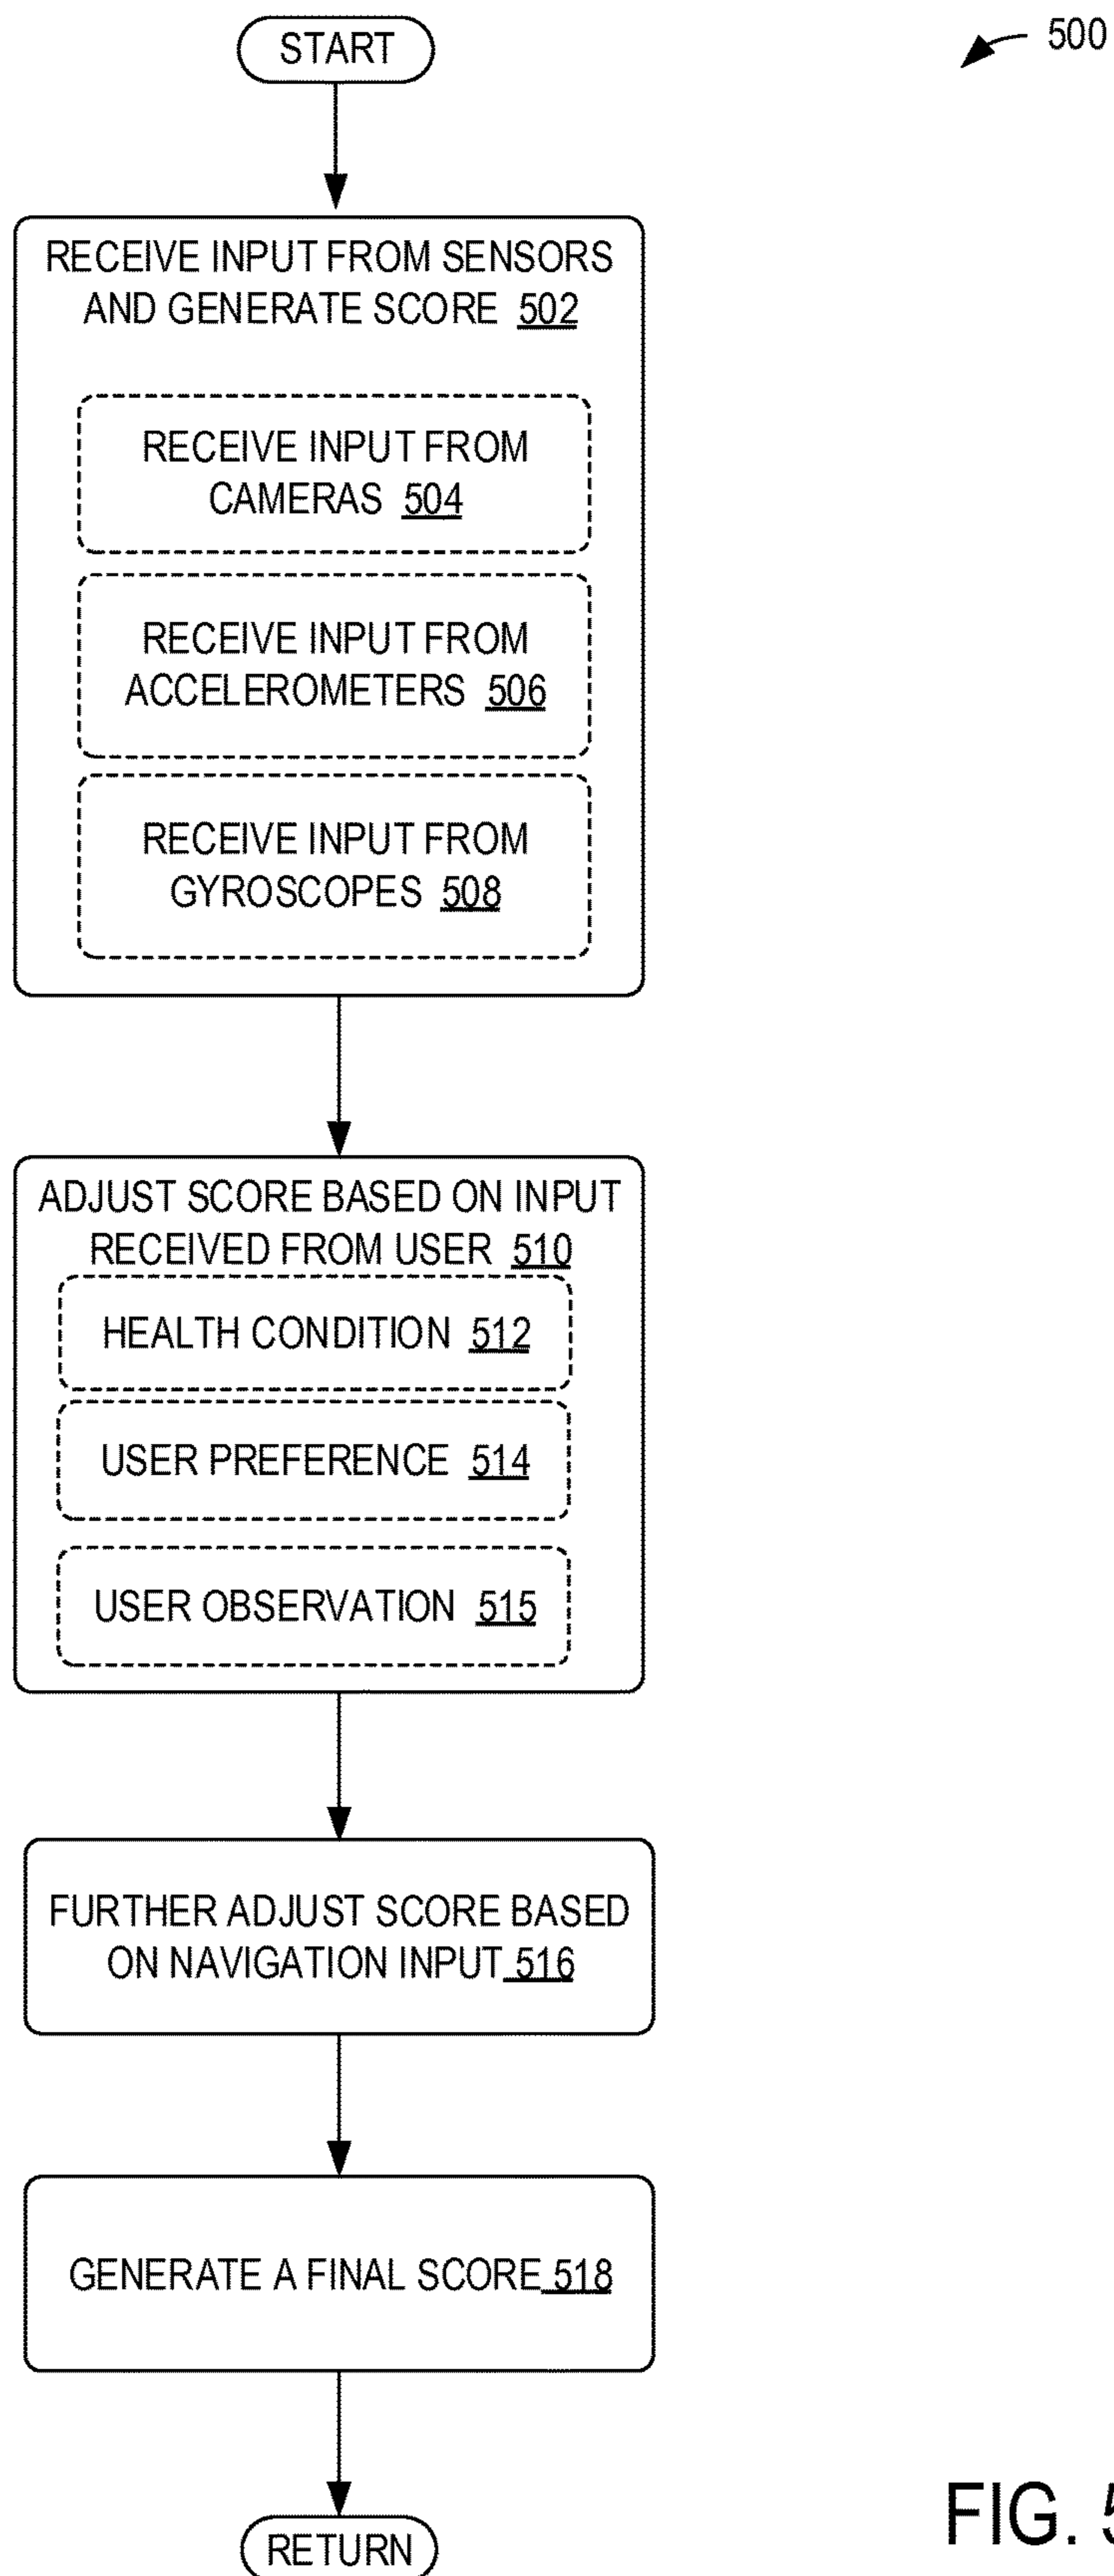 START
500
RECEIVE INPUT FROM SENSORS
AND GENERATE SCORE 502
RECEIVE INPUT FROM
CAMERAS 504
RECEIVE INPUT FROM
ACCELEROMETERS 506
RECEIVE INPUT FROM
GYROSCOPES 508
ADJUST SCORE BASED ON INPUT
RECEIVED FROM USER 510
HEALTH CONDITION 512
USER PREFERENCE 514
USER OBSERVATION 515
FURTHER ADJUST SCORE BASED
ON NAVIGATION INPUT 516
GENERATE A FINAL SCORE 518
RETURN
FIG. 5